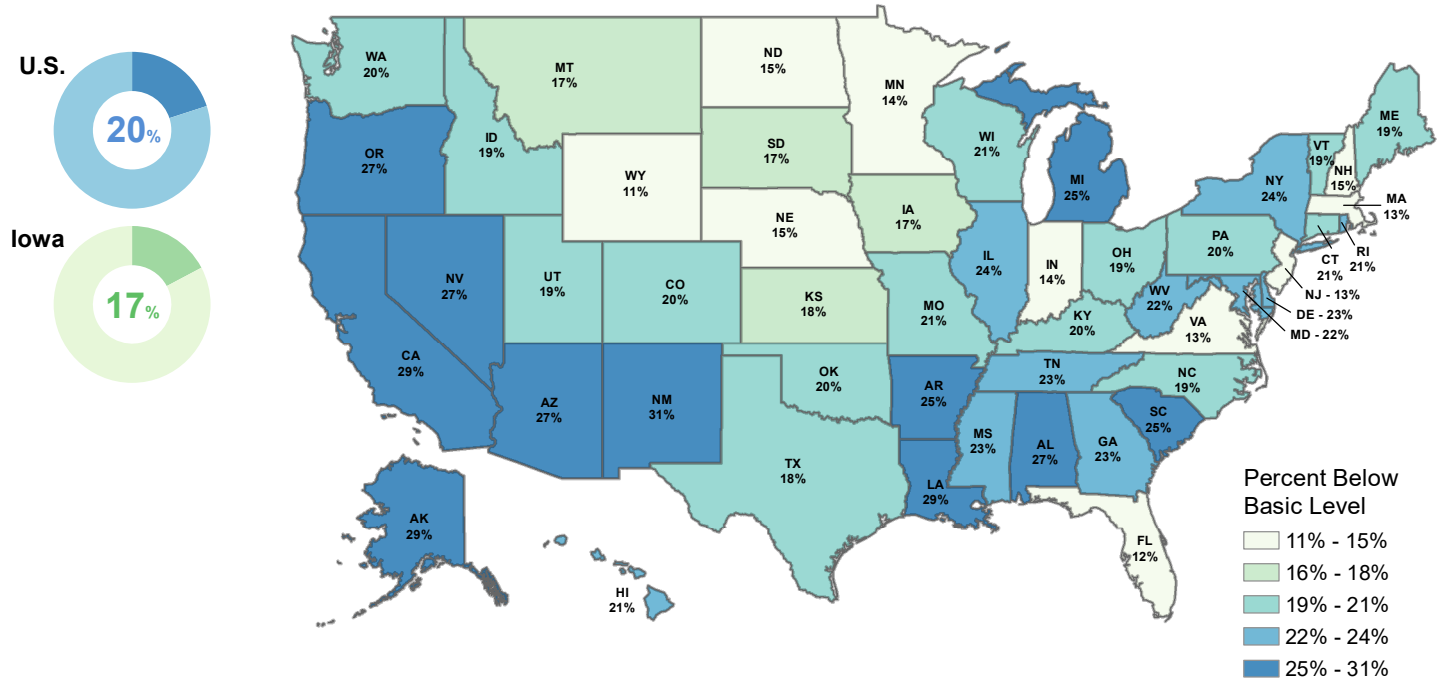 U.S.
20%
Iowa
17%
WA
20%
OR
27%
CA
29%
NV
27%
ID
19%
MT
17%
WY
11%
UT
19%
CO
20%
AZ
27%
NM
31%
ND
15%
SD
17%
NE
15%
KS
18%
OK
20%
TX
18%
MN
14%
IA
17%
MO
21%
AR
25%
LA
29%
WI
21%
IL
24%
MI
25%
IN
14%
OH
19%
KY
20%
TN
23%
MS
23%
AL
27%
GA
23%
FL
12%
SC
25%
NC
19%
VA
13%
WV
22%
PA
20%
NY
24%
VT
19%
NH
15%
ME
19%
MA
13%
RI
21%
CT
21%
NJ - 13%
DE - 23%
MD - 22%
AK
29%
HI
21%
Percent Below
Basic Level
11% - 15%
16% - 18%
19% - 21%
22% - 24%
25% - 31%